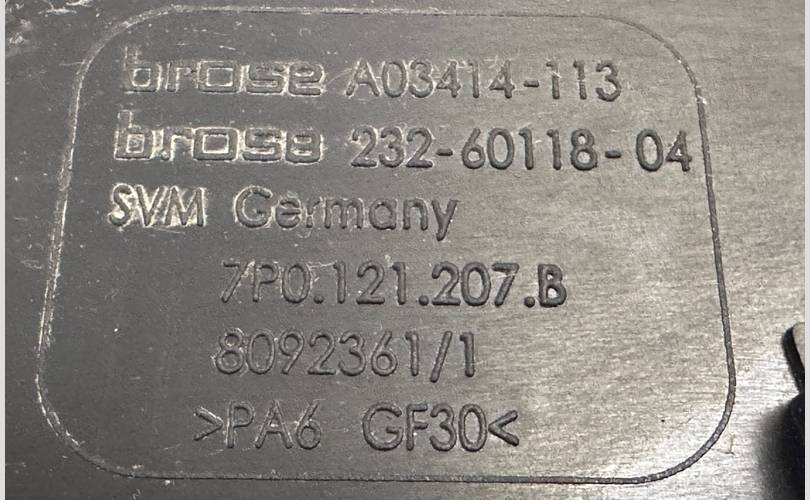 brose A03414-113
brose 232-60118-04
SVM Germany
7P0.121.207.B
8092361/1
>PA6 GF30<